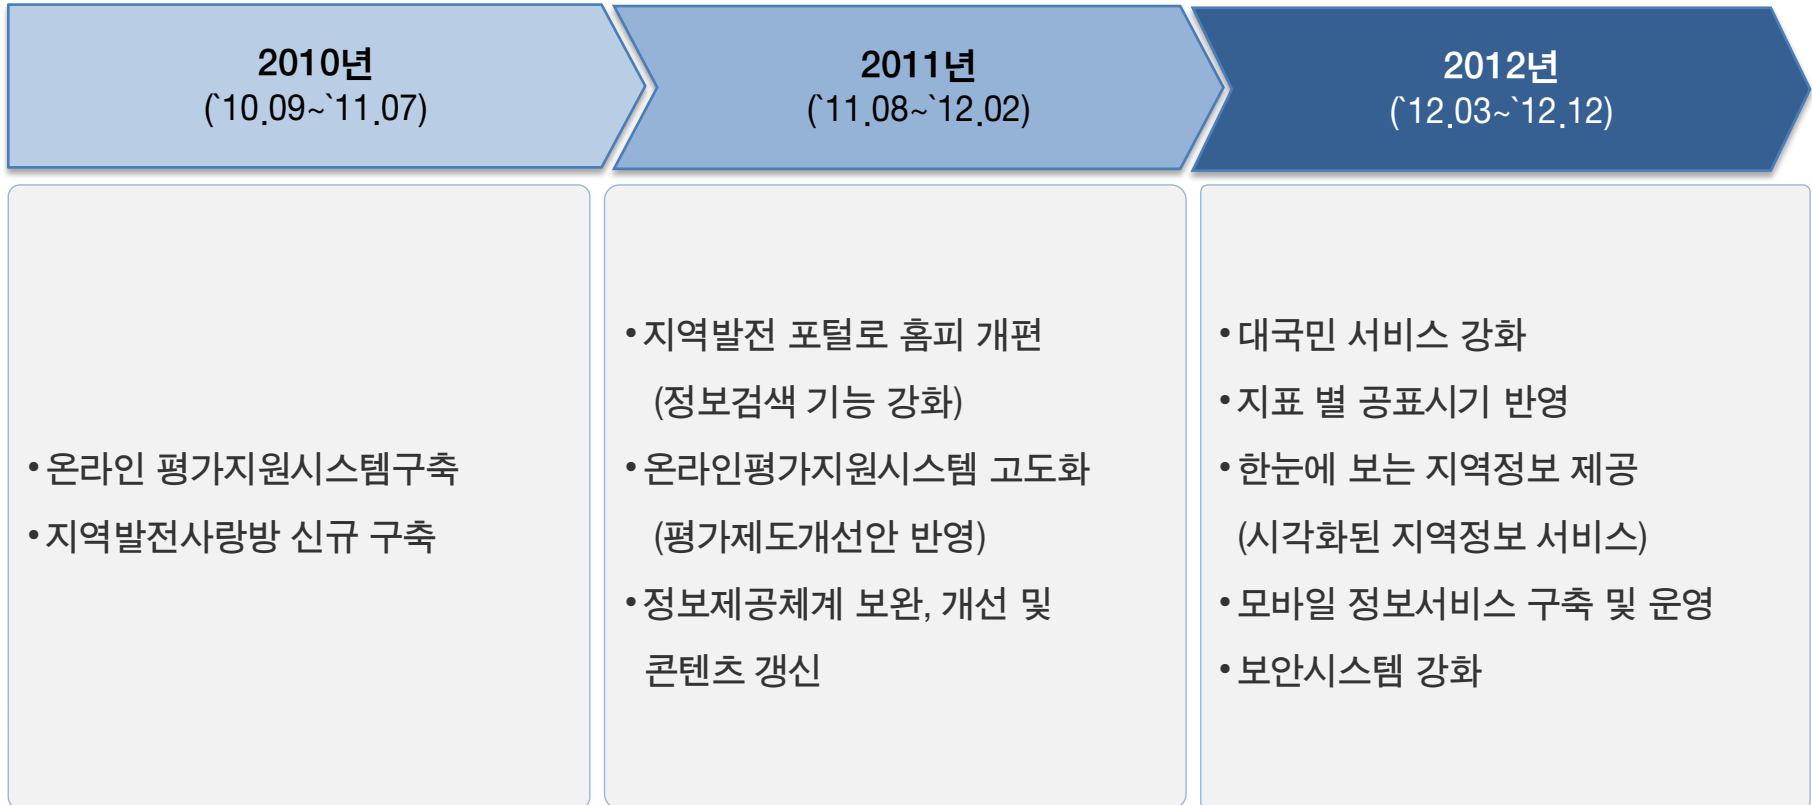 2010년
(`10.09~`11.07)
2011년
(`11.08~`12.02)
2012년
(`12.03~`12.12)
•온라인 평가지원시스템구축
•지역발전사랑방 신규 구축
•지역발전 포털로 홈피 개편
(정보검색 기능 강화)
•온라인평가지원시스템 고도화
(평가제도개선안 반영)
•정보제공체계 보완, 개선 및
콘텐츠 갱신
•대국민 서비스 강화
•지표 별 공표시기 반영
•한눈에 보는 지역정보 제공
(시각화된 지역정보 서비스)
•모바일 정보서비스 구축 및 운영
•보안시스템 강화